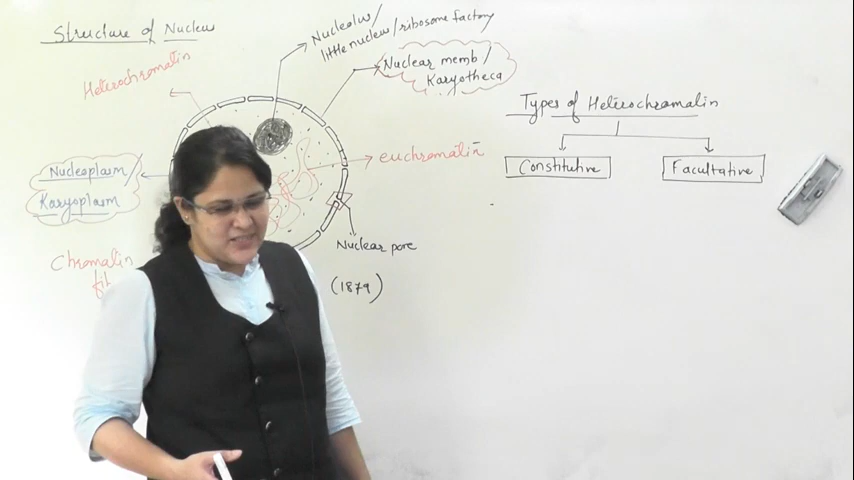 Structure of Nucleus
Nucleolus/
little nucleus/ribosome factory
Heterochromatin
Nuclear memb/
Karyotheca
Types of Heterochromatin
euchromatin
Constitutive
Facultative
Nucleoplasm/
Karyoplasm
Nuclear pore
Chromatin
(1879)